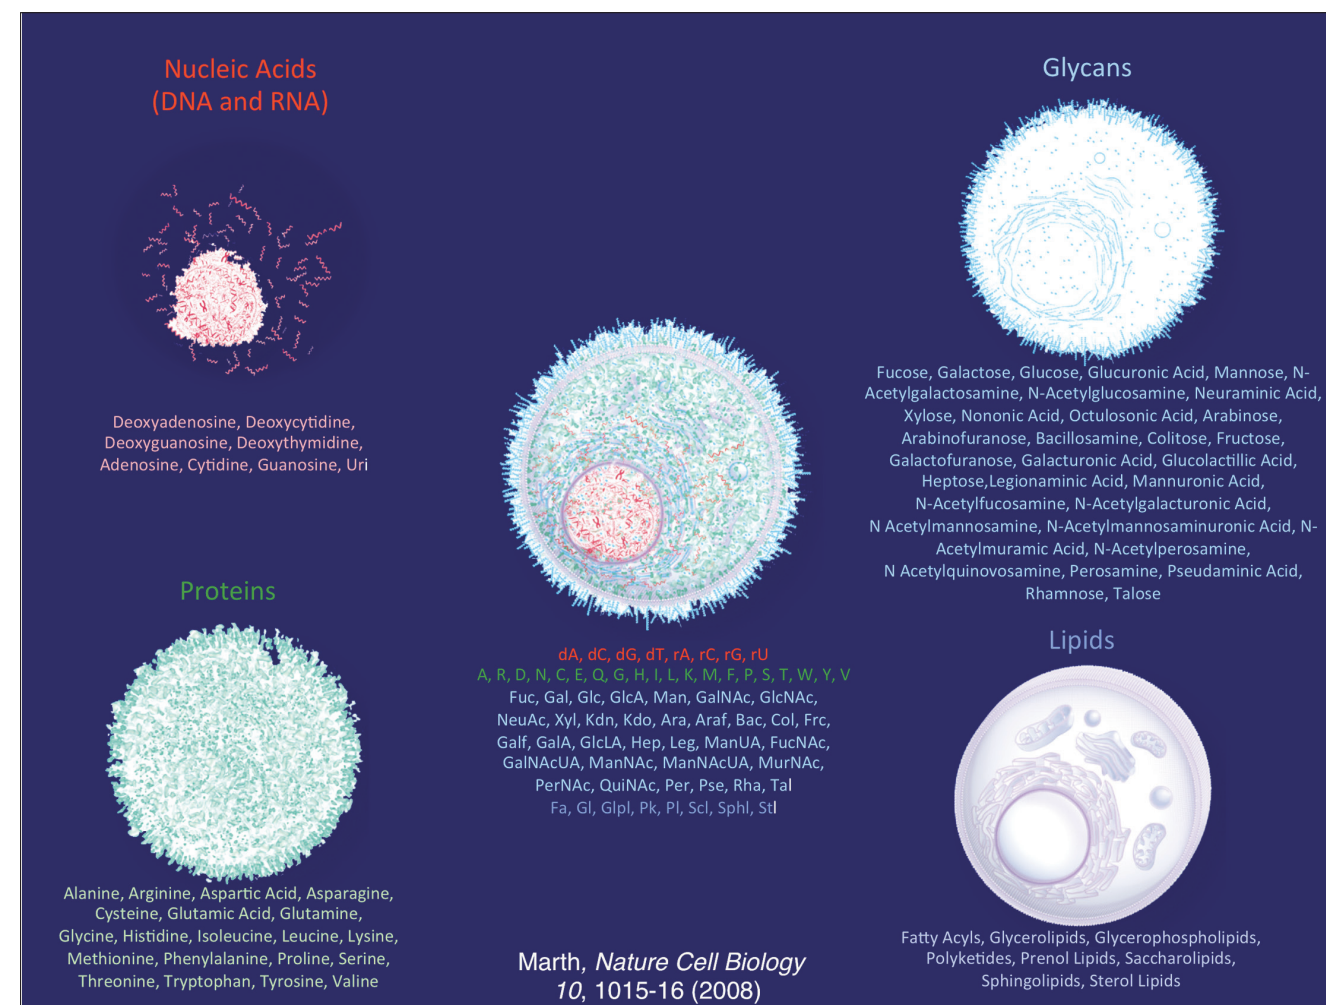 Nucleic Acids
(DNA and RNA)
Deoxyadenosine, Deoxycytidine,
Deoxyguanosine, Deoxythymidine,
Adenosine, Cytidine, Guanosine, Uri
Glycans
Fucose, Galactose, Glucose, Glucuronic Acid, Mannose, N-
Acetylgalactosamine, N-Acetylglucosamine, Neuraminic Acid,
Xylose, Nononic Acid, Octulosonic Acid, Arabinose,
Arabinofuranose, Bacillosamine, Colitose, Fructose,
Galactofuranose, Galacturonic Acid, Glucolactillic Acid,
Heptose,Legionaminic Acid, Mannuronic Acid,
N-Acetylfucosamine, N-Acetylgalacturonic Acid,
N Acetylmannosamine, N-Acetylmannosaminuronic Acid, N-
Acetylmuramic Acid, N-Acetylperosamine,
N Acetylquinovosamine, Perosamine, Pseudaminic Acid,
Rhamnose, Talose
dA, dC, dG, dT, rA, rC, rG, rU
A, R, D, N, C, E, Q, G, H, I, L, K, M, F, P, S, T, W, Y, V
Fuc, Gal, Glc, GlcA, Man, GalNAc, GlcNAc,
NeuAc, Xyl, Kdn, Kdo, Ara, Araf, Bac, Col, Frc,
Galf, GalA, GlcLA, Hep, Leg, ManUA, FucNAc,
GalNAcUA, ManNAc, ManNAcUA, MurNAc,
PerNAc, QuiNAc, Per, Pse, Rha, Tal
Fa, Gl, Glpl, Pk, Pl, Scl, Sphl, Stl
Proteins
Alanine, Arginine, Aspartic Acid, Asparagine,
Cysteine, Glutamic Acid, Glutamine,
Glycine, Histidine, Isoleucine, Leucine, Lysine,
Methionine, Phenylalanine, Proline, Serine,
Threonine, Tryptophan, Tyrosine, Valine
Lipids
Fatty Acyls, Glycerolipids, Glycerophospholipids,
Polyketides, Prenol Lipids, Saccharolipids,
Sphingolipids, Sterol Lipids
Marth, Nature Cell Biology
10, 1015-16 (2008)